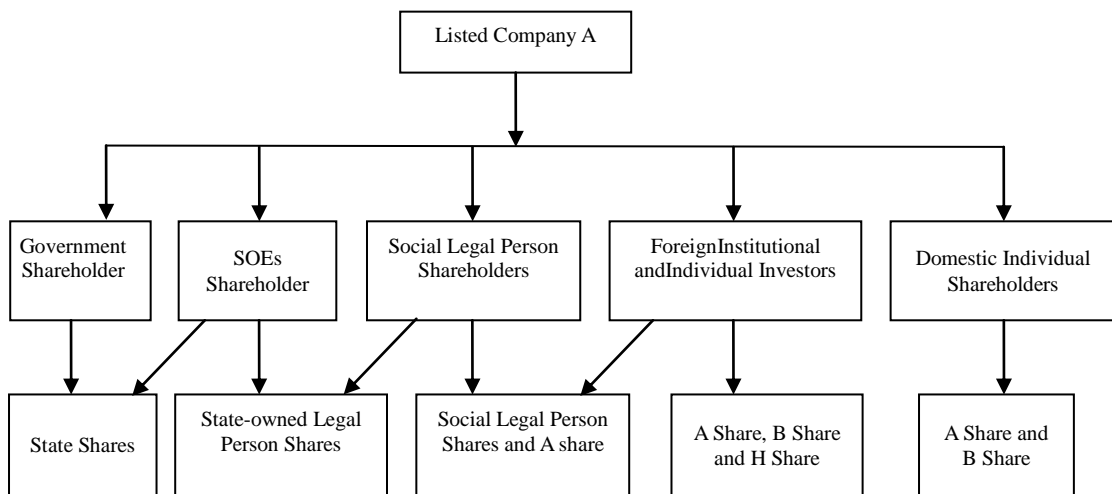 Listed Company A
Government
Shareholder
SOEs
Shareholder
Social Legal Person
Shareholders
ForeignInstitutional
andIndividual Investors
Domestic Individual
Shareholders
State Shares
State-owned Legal
Person Shares
Social Legal Person
Shares and A share
A Share, B Share
and H Share
A Share and
B Share